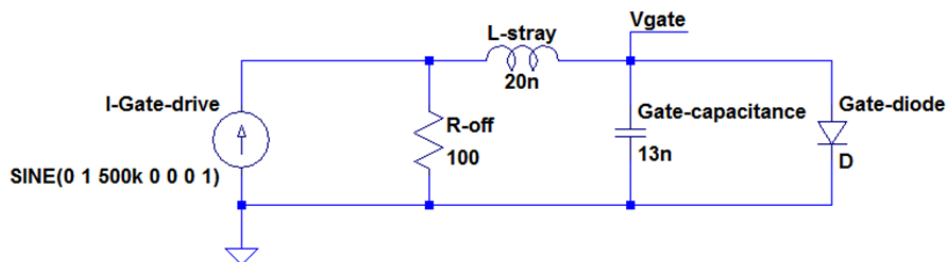 Vgate
L-stray
20n
I-Gate-drive
SINE(0 1 500k 0 0 0 1)
R-off
100
Gate-capacitance
13n
Gate-diode
D